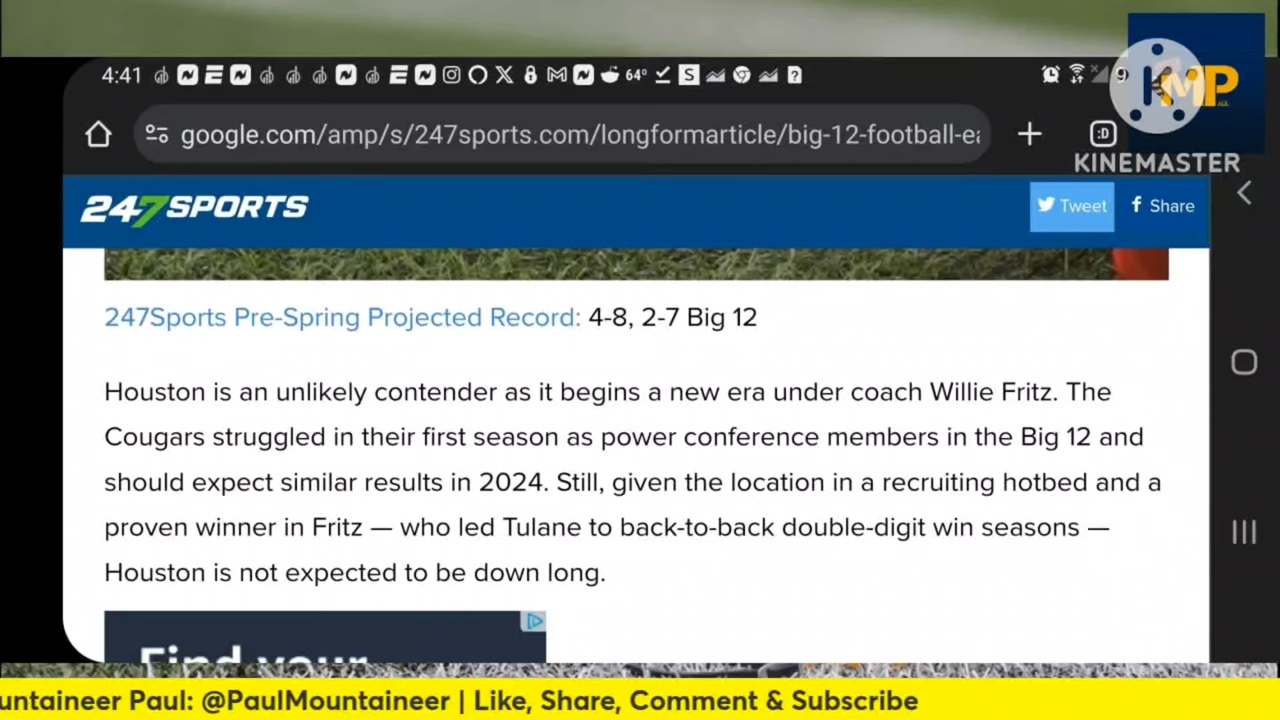 4:41
64°
9
KMP
AUL
KINEMASTER
google.com/amp/s/247sports.com/longformarticle/big-12-football-ea
:D
247SPORTS
Tweet
Share
247Sports Pre-Spring Projected Record: 4-8, 2-7 Big 12
Houston is an unlikely contender as it begins a new era under coach Willie Fritz. The
Cougars struggled in their first season as power conference members in the Big 12 and
should expect similar results in 2024. Still, given the location in a recruiting hotbed and a
proven winner in Fritz — who led Tulane to back-to-back double-digit win seasons —
Houston is not expected to be down long.
Find your
untaineer Paul: @PaulMountaineer | Like, Share, Comment & Subscribe